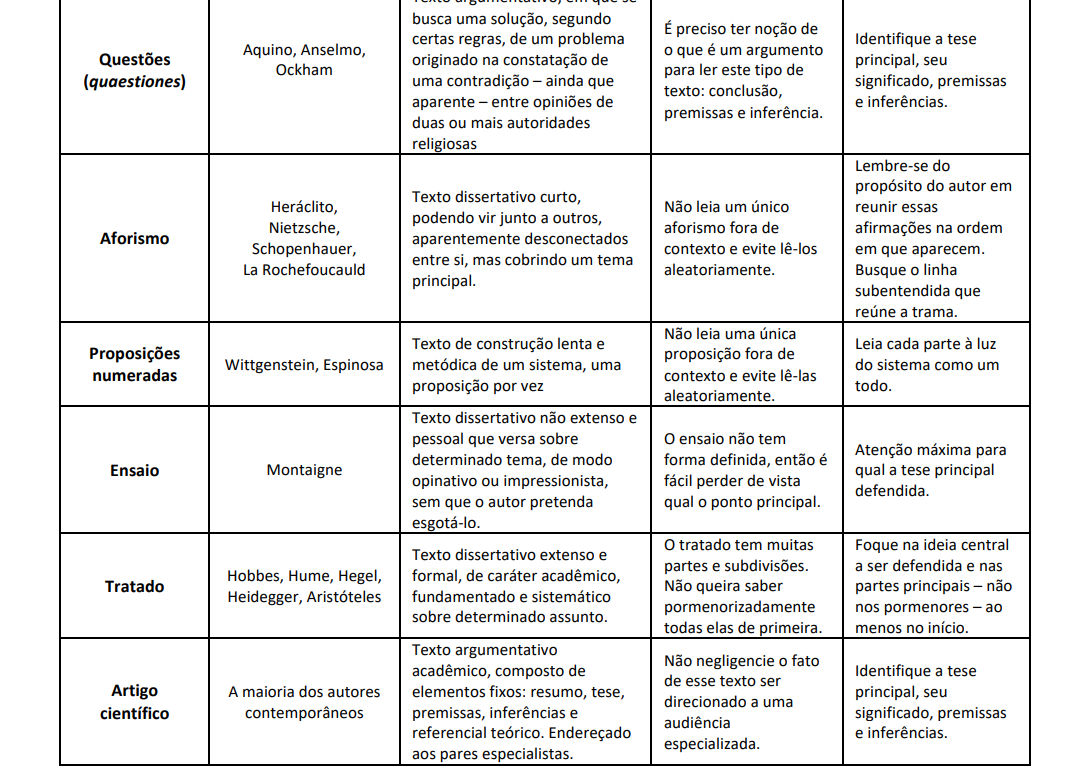 Questões
(quaestiones)
Aquino, Anselmo,
Ockham
Texto argumentativo, em que se
busca uma solução, segundo
certas regras, de um problema
originado na constatação de
uma contradição – ainda que
aparente – entre opiniões de
duas ou mais autoridades
religiosas
É preciso ter noção de
o que é um argumento
para ler este tipo de
texto: conclusão,
premissas e inferência.
Identifique a tese
principal, seu
significado, premissas
e inferências.
Aforismo
Heráclito,
Nietzsche,
Schopenhauer,
La Rochefoucauld
Texto dissertativo curto,
podendo vir junto a outros,
aparentemente desconectados
entre si, mas cobrindo um tema
principal.
Não leia um único
aforismo fora de
contexto e evite lê-los
aleatoriamente.
Lembre-se do
propósito do autor em
reunir essas
afirmações na ordem
em que aparecem.
Busque o linha
subentendida que
reúne a trama.
Proposições
numeradas
Wittgenstein, Espinosa
Texto de construção lenta e
metódica de um sistema, uma
proposição por vez
Não leia uma única
proposição fora de
contexto e evite lê-las
aleatoriamente.
Leia cada parte à luz
do sistema como um
todo.
Ensaio
Montaigne
Texto dissertativo não extenso e
pessoal que versa sobre
determinado tema, de modo
opinativo ou impressionista,
sem que o autor pretenda
esgotá-lo.
O ensaio não tem
forma definida, então é
fácil perder de vista
qual o ponto principal.
Atenção máxima para
qual a tese principal
defendida.
Tratado
Hobbes, Hume, Hegel,
Heidegger, Aristóteles
Texto dissertativo extenso e
formal, de caráter acadêmico,
fundamentado e sistemático
sobre determinado assunto.
O tratado tem muitas
partes e subdivisões.
Não queira saber
pormenorizadamente
todas elas de primeira.
Foque na ideia central
a ser defendida e nas
partes principais – não
nos pormenores – ao
menos no início.
Artigo
científico
A maioria dos autores
contemporâneos
Texto argumentativo
acadêmico, composto de
elementos fixos: resumo, tese,
premissas, inferências e
referencial teórico. Endereçado
aos pares especialistas.
Não negligencie o fato
de esse texto ser
direcionado a uma
audiência
especializada.
Identifique a tese
principal, seu
significado, premissas
e inferências.